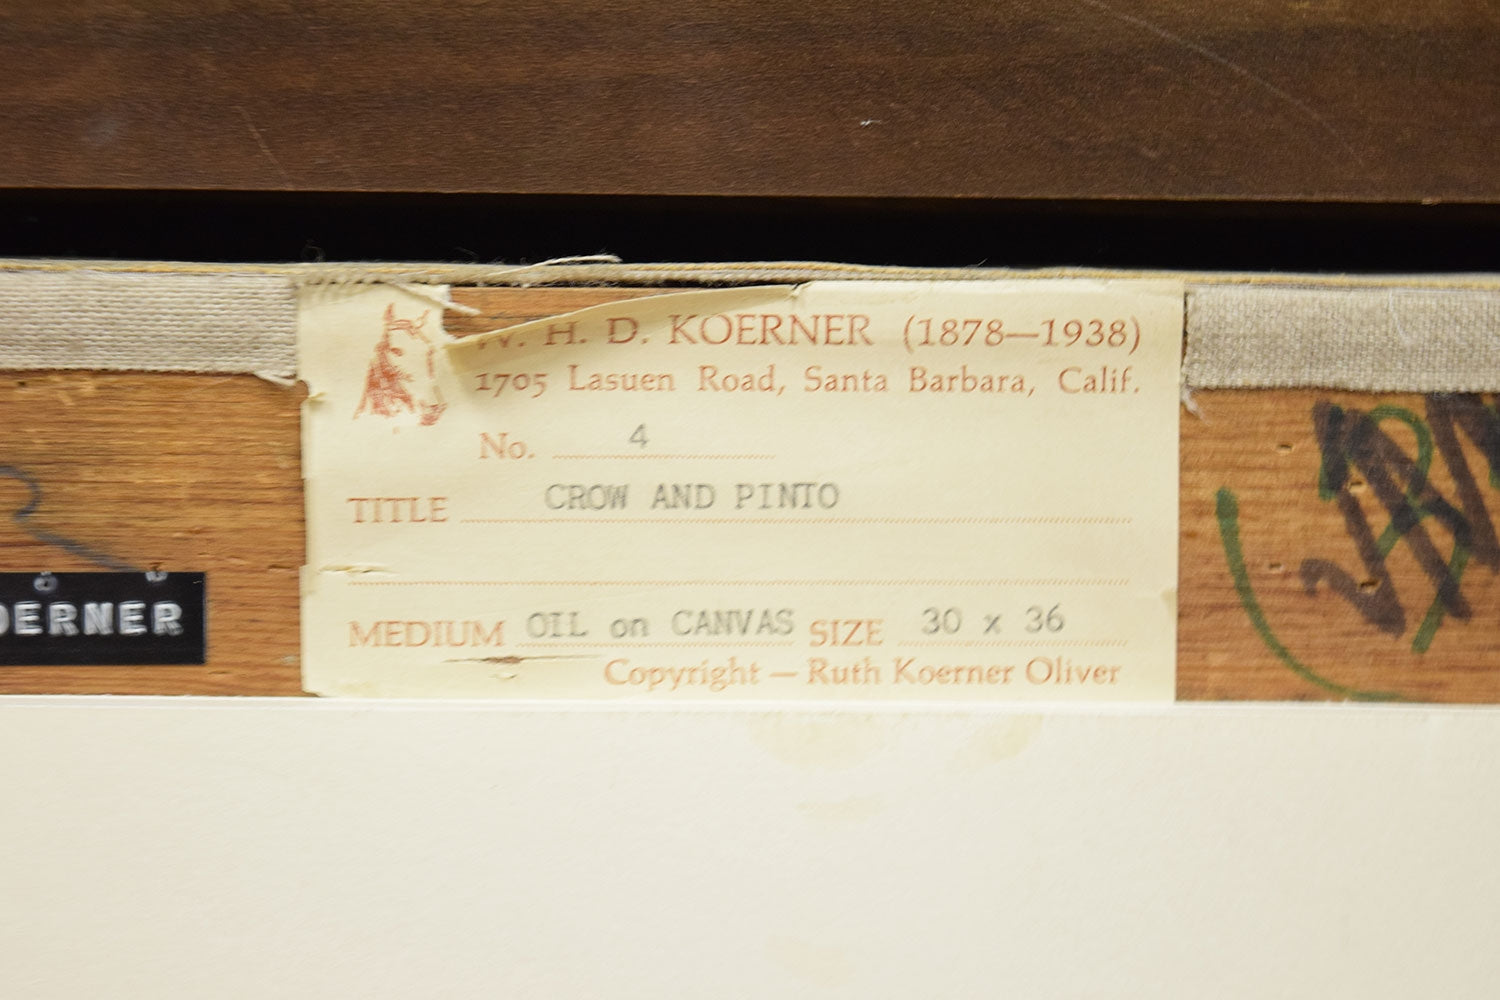 W. H. D. KOERNER (1878—1938)
1705 Lasuen Road, Santa Barbara, Calif.
No. 4
TITLE CROW AND PINTO
MEDIUM OIL on CANVAS SIZE 30 x 36
Copyright — Ruth Koerner Oliver
OERNER